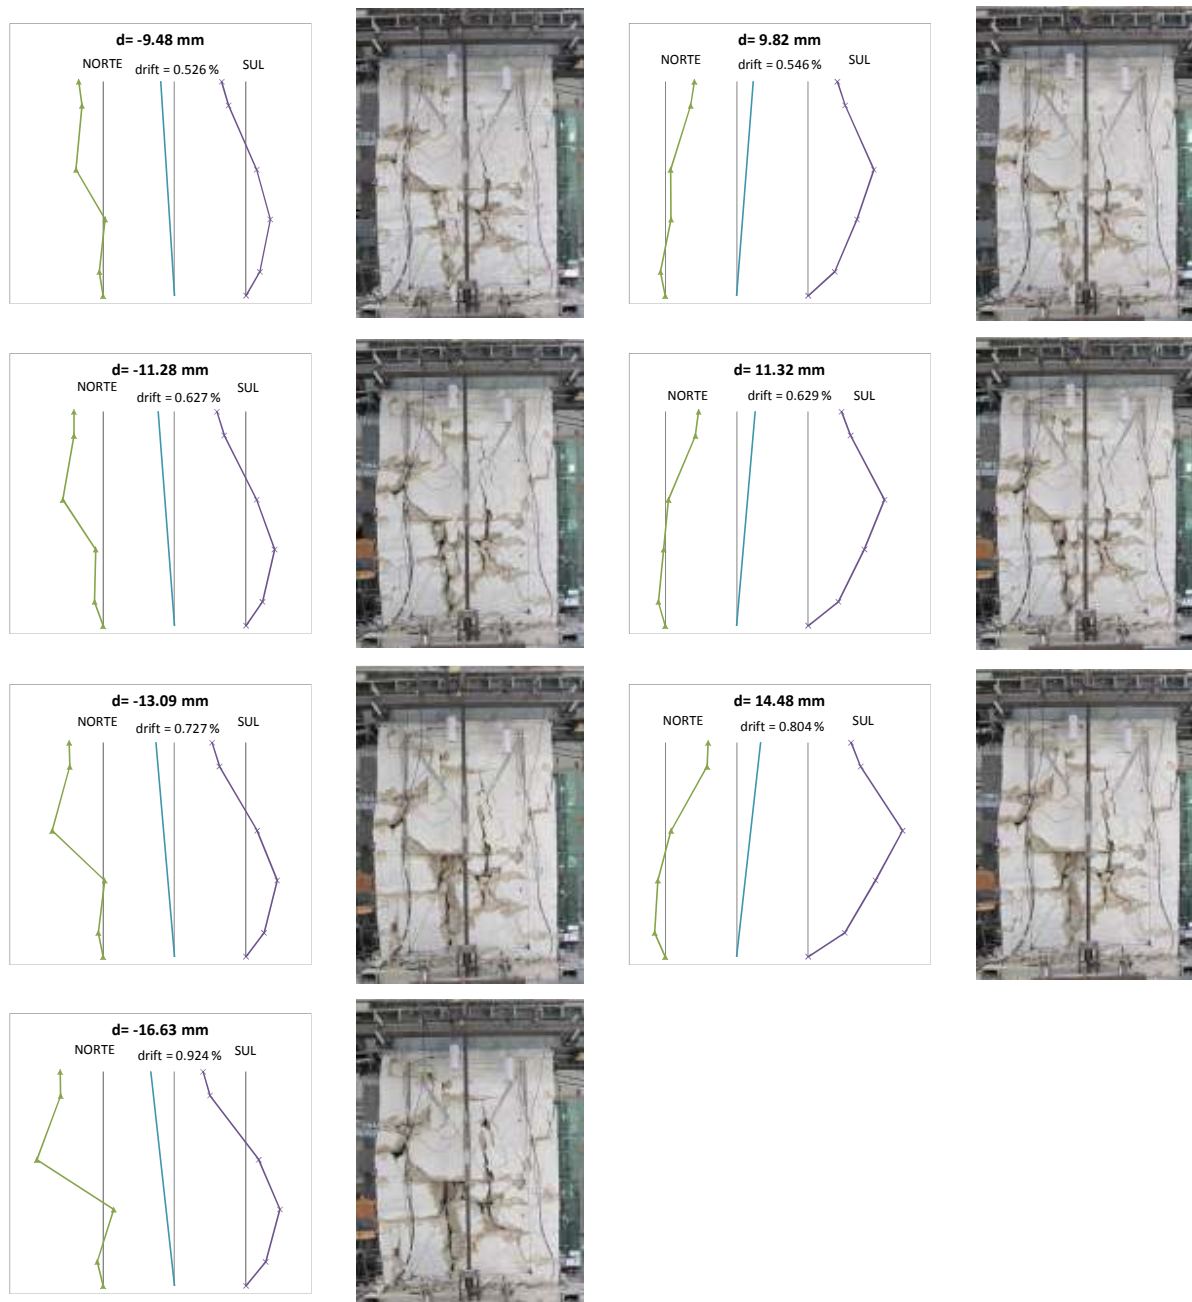 d= -9.48 mm
NORTE
drift = 0.526 %
SUL
d= 9.82 mm
NORTE
drift = 0.546 %
SUL
d= -11.28 mm
NORTE
drift = 0.627 %
SUL
d= 11.32 mm
NORTE
drift = 0.629 %
SUL
d= -13.09 mm
NORTE
drift = 0.727 %
SUL
d= 14.48 mm
NORTE
drift = 0.804 %
SUL
d= -16.63 mm
NORTE
drift = 0.924 %
SUL